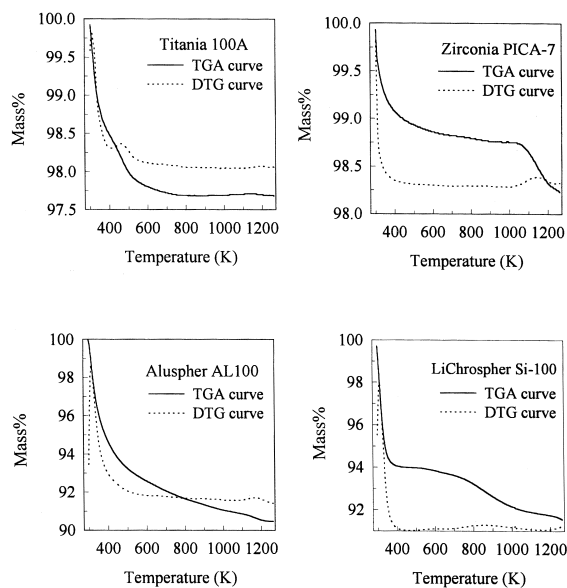 100.0
99.5
99.0
98.5
98.0
97.5
Mass%
Titania 100A
TGA curve
DTG curve
400 600 800 1000 1200
Temperature (K)
100.0
99.5
99.0
98.5
98.0
Mass%
Zirconia PICA-7
TGA curve
DTG curve
400 600 800 1000 1200
Temperature (K)
100
98
96
94
92
90
Mass%
Aluspher AL100
TGA curve
DTG curve
400 600 800 1000 1200
Temperature (K)
100
98
96
94
92
Mass%
LiChrospher Si-100
TGA curve
DTG curve
400 600 800 1000 1200
Temperature (K)